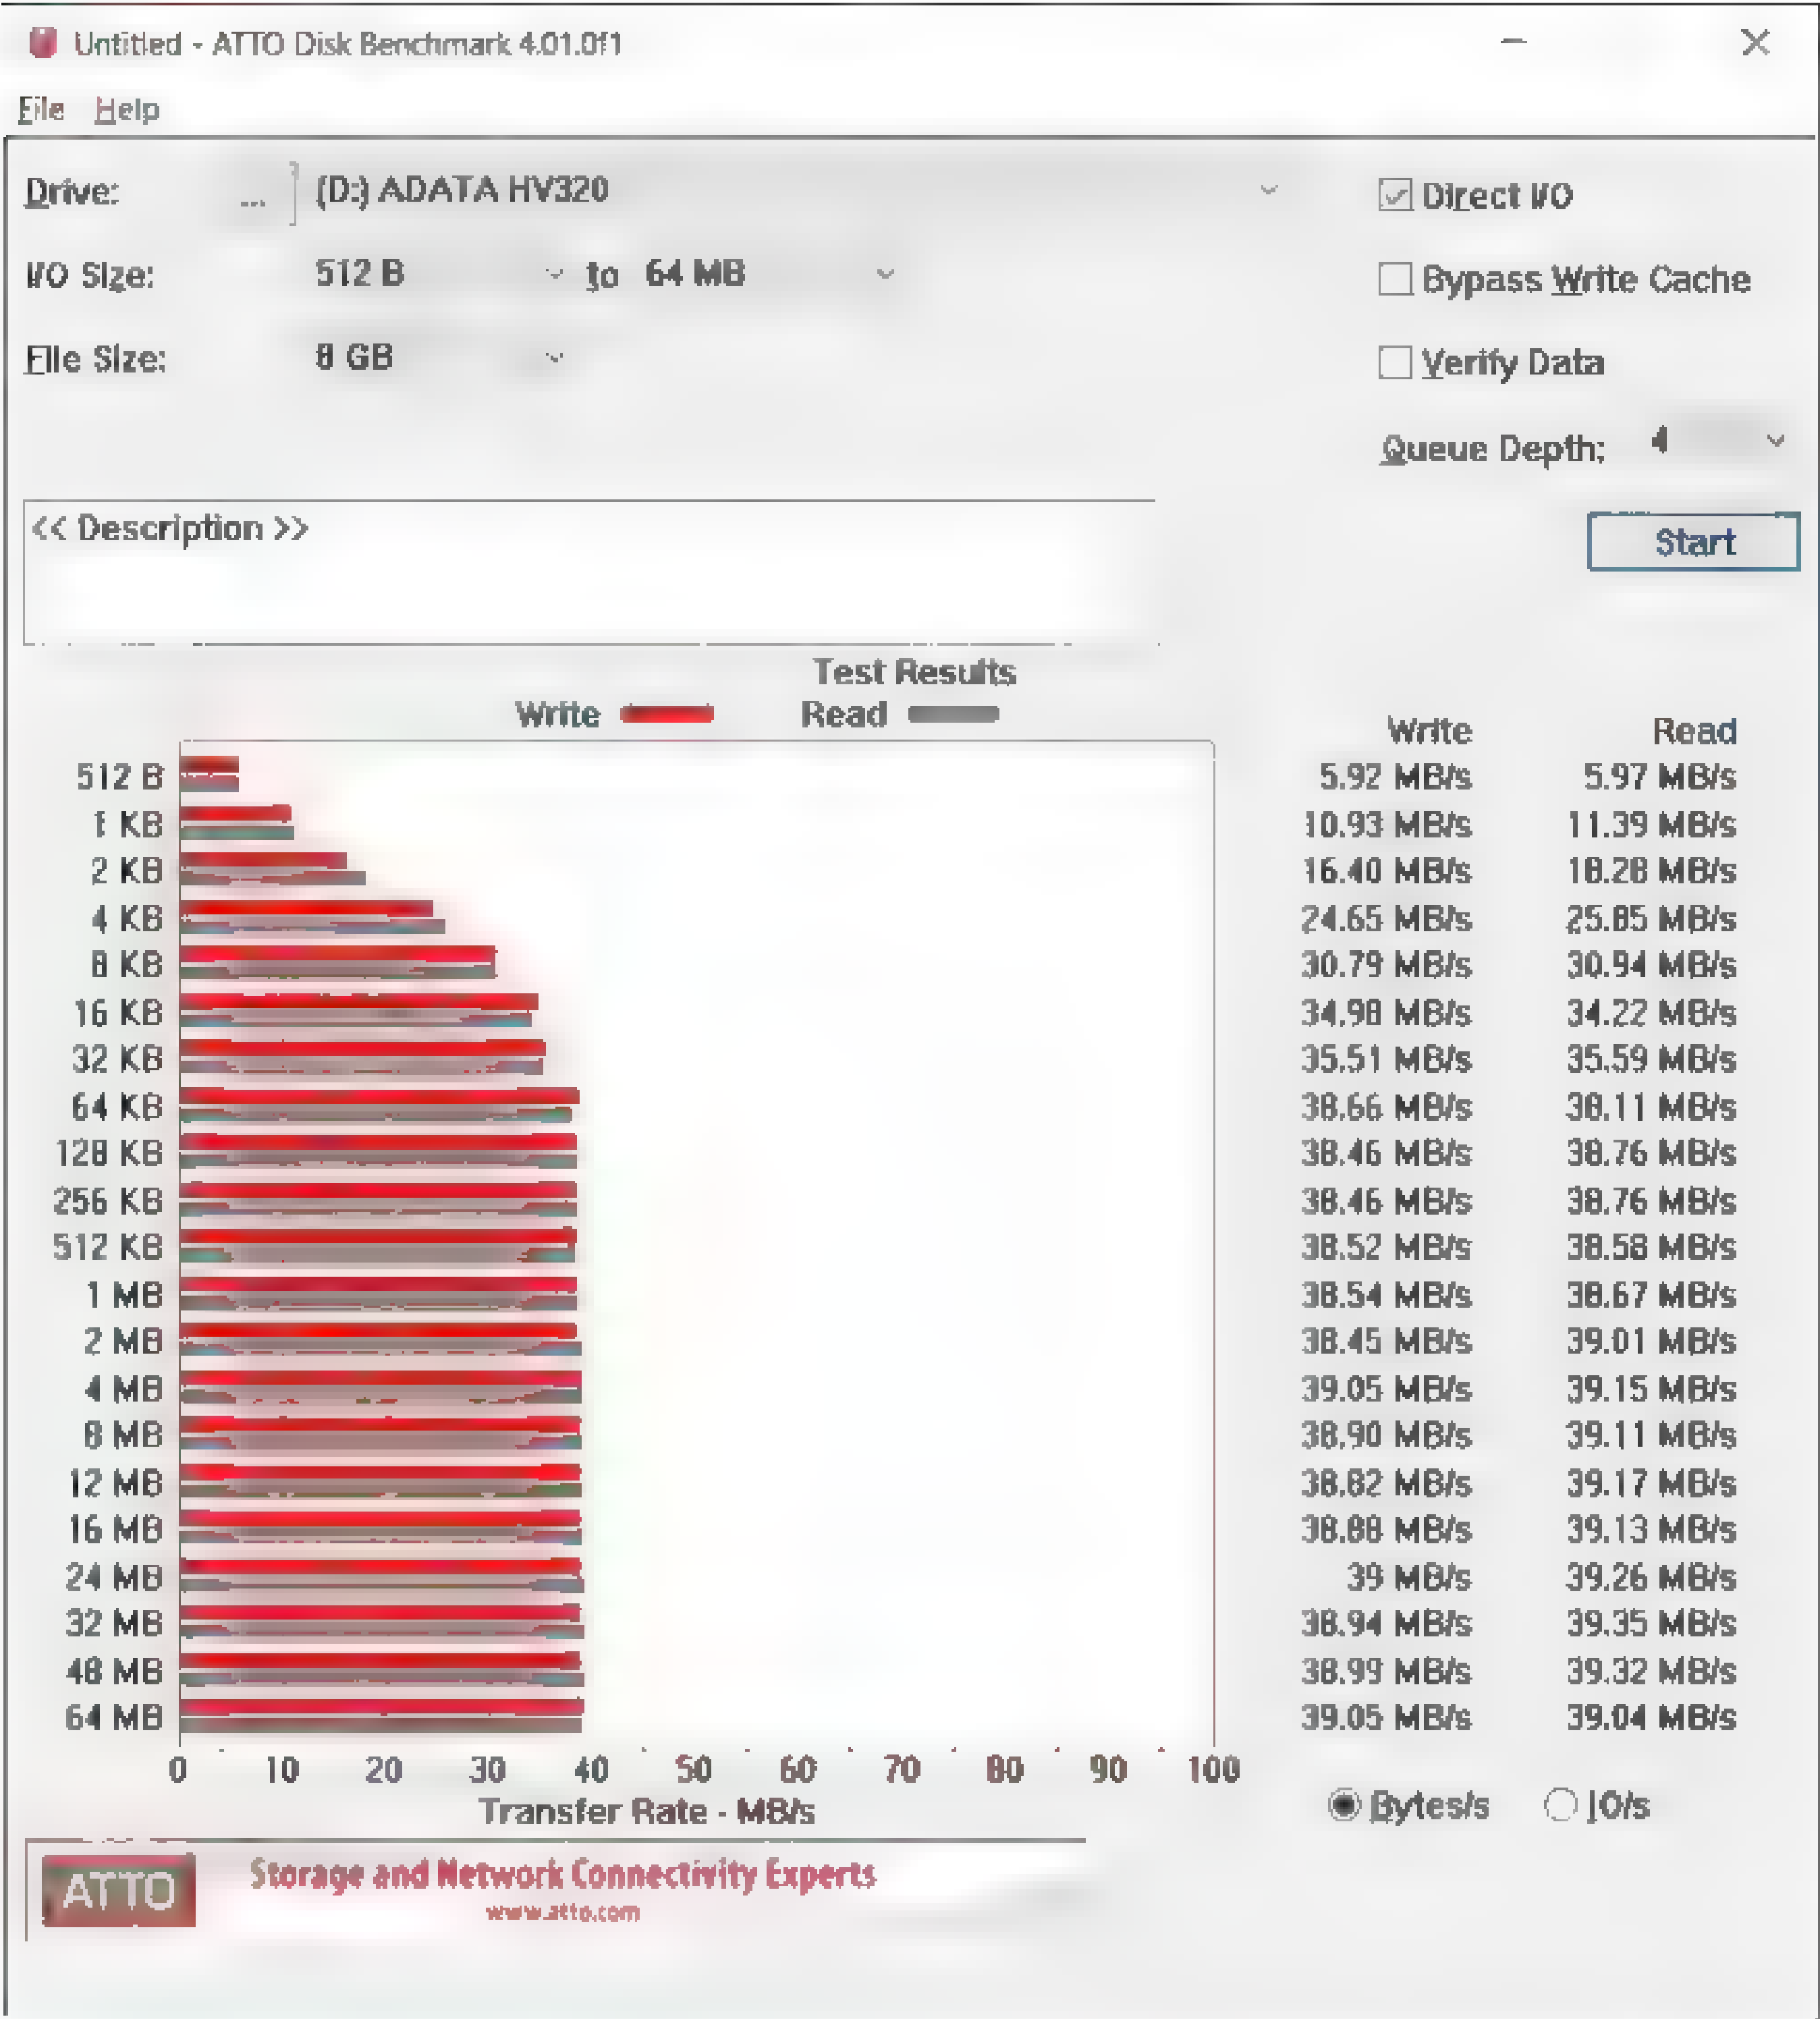 Untitled - ATTO Disk Benchmark 4.01.0f1
File Help
Drive: ... (D:) ADATA HV320
Direct I/O
I/O Size: 512 B to 64 MB
Bypass Write Cache
File Size: 8 GB
Verify Data
Queue Depth: 4
<< Description >>
Start
Test Results
Write Read
Write Read
512 B 5.92 MB/s 5.97 MB/s
1 KB 10.93 MB/s 11.39 MB/s
2 KB 16.40 MB/s 18.28 MB/s
4 KB 24.65 MB/s 25.85 MB/s
8 KB 30.79 MB/s 30.94 MB/s
16 KB 34.98 MB/s 34.22 MB/s
32 KB 35.51 MB/s 35.59 MB/s
64 KB 38.66 MB/s 38.11 MB/s
128 KB 38.46 MB/s 38.76 MB/s
256 KB 38.46 MB/s 38.76 MB/s
512 KB 38.52 MB/s 38.58 MB/s
1 MB 38.54 MB/s 38.67 MB/s
2 MB 38.45 MB/s 39.01 MB/s
4 MB 39.05 MB/s 39.15 MB/s
8 MB 38.90 MB/s 39.11 MB/s
12 MB 38.82 MB/s 39.17 MB/s
16 MB 38.88 MB/s 39.13 MB/s
24 MB 39 MB/s 39.26 MB/s
32 MB 38.94 MB/s 39.35 MB/s
48 MB 38.99 MB/s 39.32 MB/s
64 MB 39.05 MB/s 39.04 MB/s
0 10 20 30 40 50 60 70 80 90 100
Transfer Rate - MB/s
Bytes/s IO/s
ATTO
Storage and Network Connectivity Experts
www.atto.com